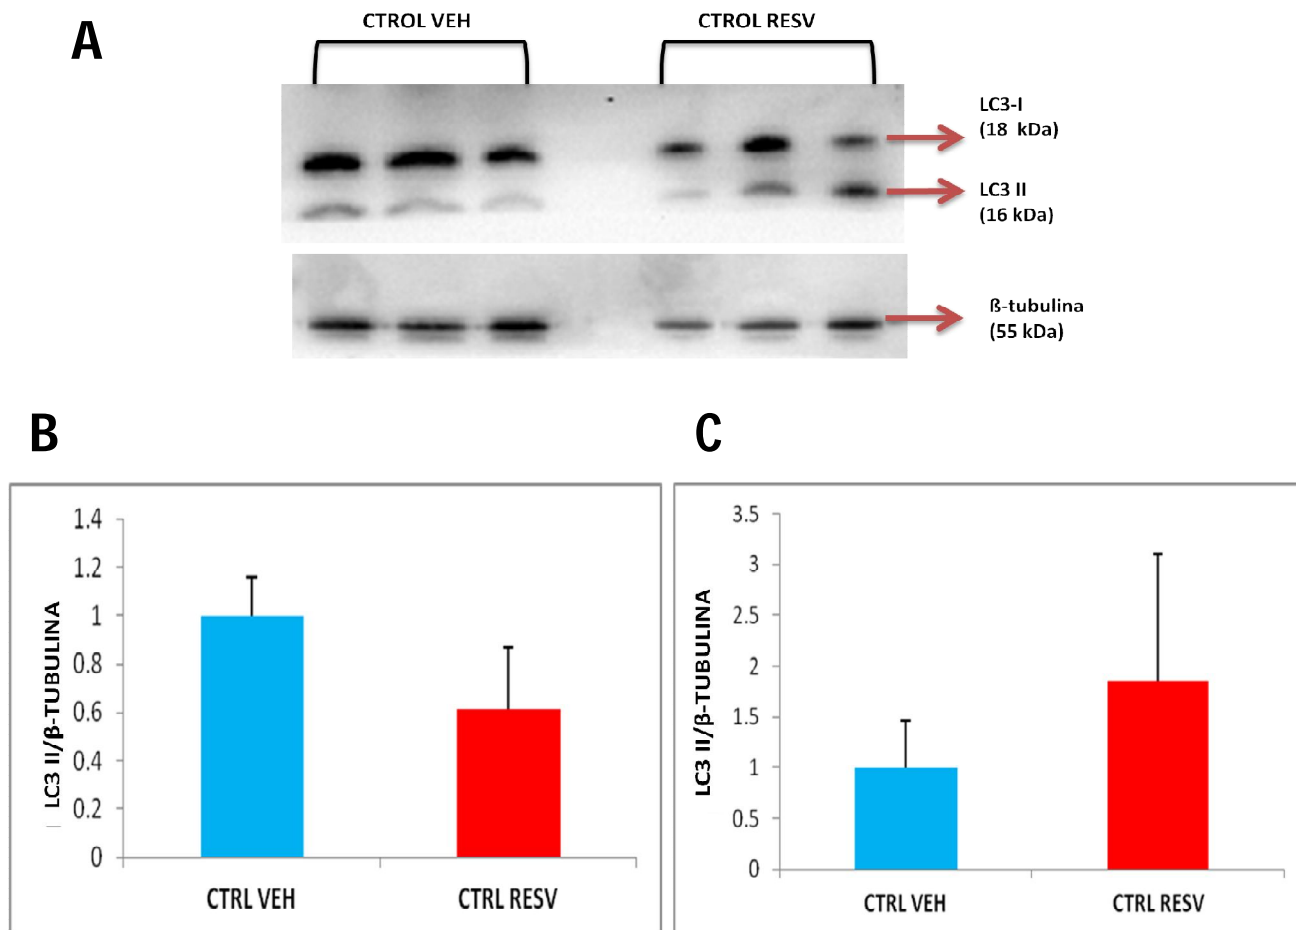 A
CTROL VEH
CTROL RESV
LC3-I
(18 kDa)
LC3 II
(16 kDa)
ß-tubulina
(55 kDa)
B
C
LC3 II/β-TUBULINA
1.4
1.2
1
0.8
0.6
0.4
0.2
0
CTRL VEH
CTRL RESV
LC3 II/β-TUBULINA
3.5
3
2.5
2
1.5
1
0.5
0
CTRL VEH
CTRL RESV